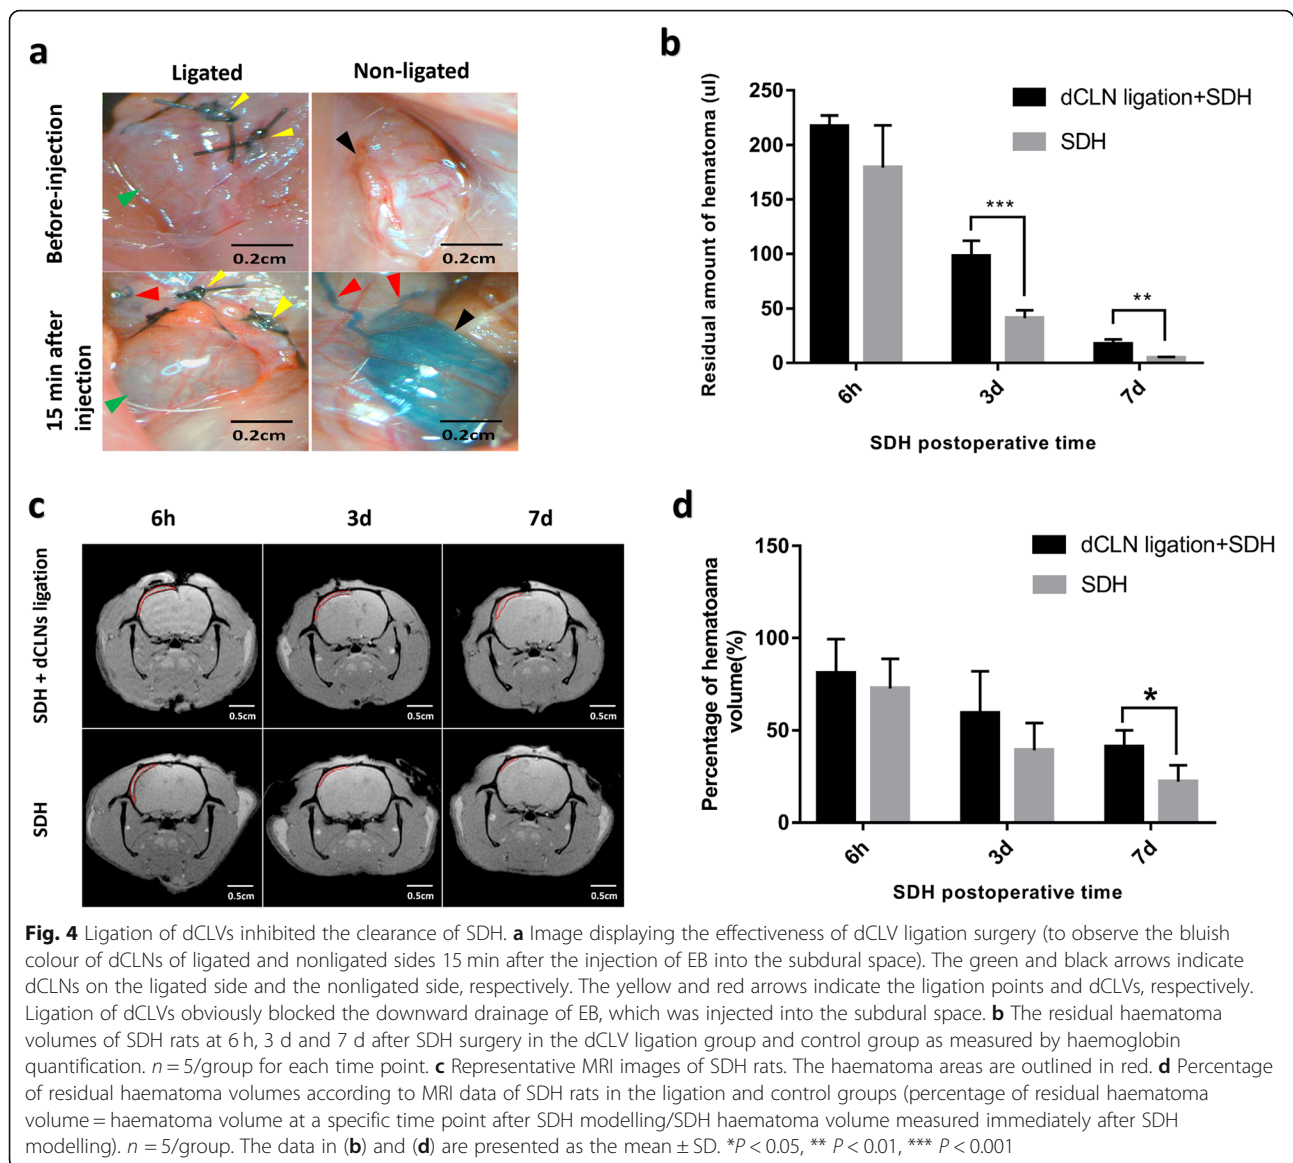 a
Ligated
Non-ligated
Before-injection
0.2cm
0.2cm
15 min after
injection
0.2cm
0.2cm
b
dCLN ligation+SDH
SDH
Residual amount of hematoma (ul)
250
200
150
100
50
0
***
**
6h
3d
7d
SDH postoperative time
c
6h
3d
7d
SDH + dCLNs ligation
0.5cm
0.5cm
0.5cm
SDH
0.5cm
0.5cm
0.5cm
d
dCLN ligation+SDH
SDH
Percentage of hematoama
volume(%)
150
100
50
0
*
6h
3d
7d
SDH postoperative time
Fig. 4 Ligation of dCLVs inhibited the clearance of SDH. a Image displaying the effectiveness of dCLV ligation surgery (to observe the bluish
colour of dCLNs of ligated and nonligated sides 15 min after the injection of EB into the subdural space). The green and black arrows indicate
dCLNs on the ligated side and the nonligated side, respectively. The yellow and red arrows indicate the ligation points and dCLVs, respectively.
Ligation of dCLVs obviously blocked the downward drainage of EB, which was injected into the subdural space. b The residual haematoma
volumes of SDH rats at 6 h, 3 d and 7 d after SDH surgery in the dCLV ligation group and control group as measured by haemoglobin
quantification. n = 5/group for each time point. c Representative MRI images of SDH rats. The haematoma areas are outlined in red. d Percentage
of residual haematoma volumes according to MRI data of SDH rats in the ligation and control groups (percentage of residual haematoma
volume = haematoma volume at a specific time point after SDH modelling/SDH haematoma volume measured immediately after SDH
modelling). n = 5/group. The data in (b) and (d) are presented as the mean ± SD. *P < 0.05, ** P < 0.01, *** P < 0.001